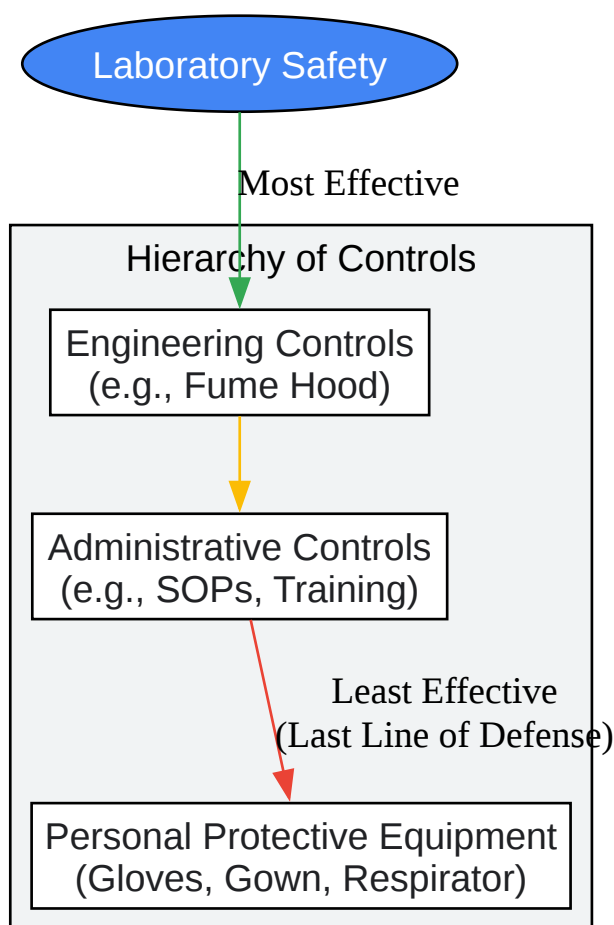 Laboratory Safety
Most Effective
Hierarchy of Controls
Engineering Controls
(e.g., Fume Hood)
Administrative Controls
(e.g., SOPs, Training)
Least Effective
(Last Line of Defense)
Personal Protective Equipment
(Gloves, Gown, Respirator)